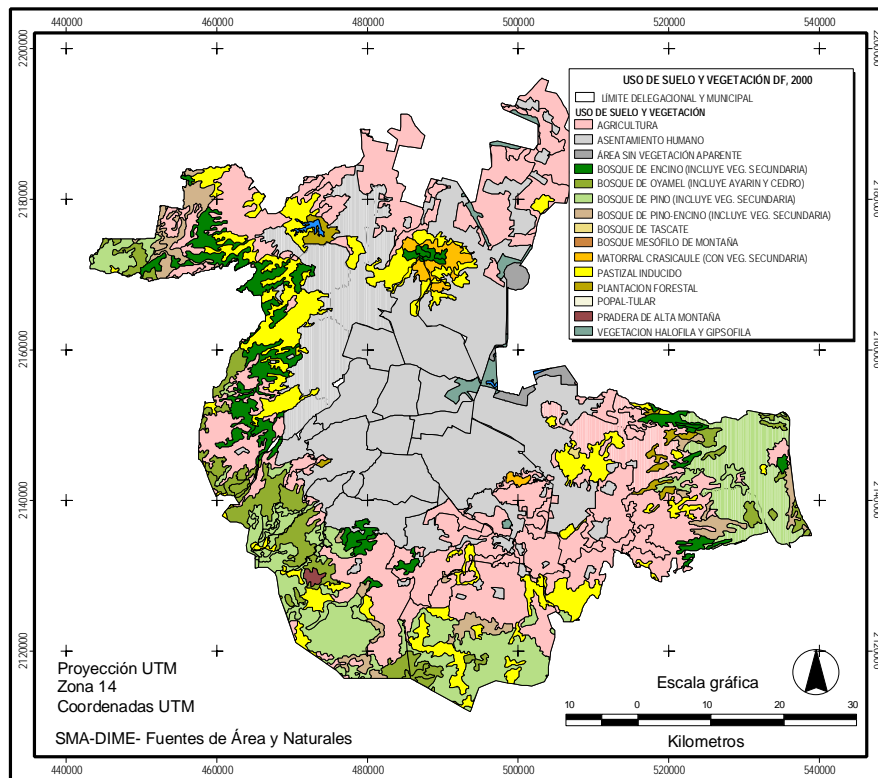 440000 460000 480000 500000 520000 540000
2200000 2200000
USO DE SUELO Y VEGETACIÓN DF, 2000
LÍMITE DELEGACIONAL Y MUNICIPAL
USO DE SUELO Y VEGETACIÓN
AGRICULTURA
ASENTAMIENTO HUMANO
ÁREA SIN VEGETACIÓN APARENTE
BOSQUE DE ENCINO (INCLUYE VEG. SECUNDARIA)
BOSQUE DE OYAMEL (INCLUYE AYARIN Y CEDRO)
BOSQUE DE PINO (INCLUYE VEG. SECUNDARIA)
BOSQUE DE PINO-ENCINO (INCLUYE VEG. SECUNDARIA)
BOSQUE DE TASCATE
BOSQUE MESÓFILO DE MONTAÑA
MATORRAL CRASICAULE (CON VEG. SECUNDARIA)
PASTIZAL INDUCIDO
PLANTACION FORESTAL
POPAL-TULAR
PRADERA DE ALTA MONTAÑA
VEGETACION HALOFILA Y GIPSOFILA
2180000 2180000
2160000 2160000
2140000 2140000
2120000 2120000
Proyección UTM
Zona 14
Coordenadas UTM
SMA-DIME- Fuentes de Área y Naturales
Escala gráfica
10 0 10 20 30
Kilometros
440000 460000 480000 500000 520000 540000